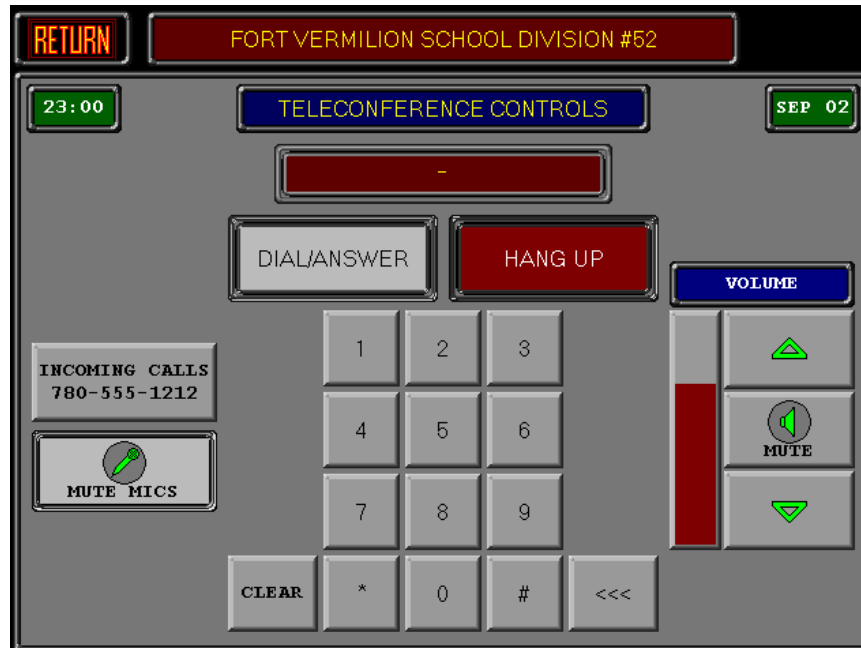 RETURN
FORT VERMILION SCHOOL DIVISION #52
23:00
TELECONFERENCE CONTROLS
SEP 02
-
DIAL/ANSWER
HANG UP
VOLUME
1
2
3
INCOMING CALLS
780-555-1212
4
5
6
MUTE
MUTE MICS
7
8
9
CLEAR
*
0
#
<<<